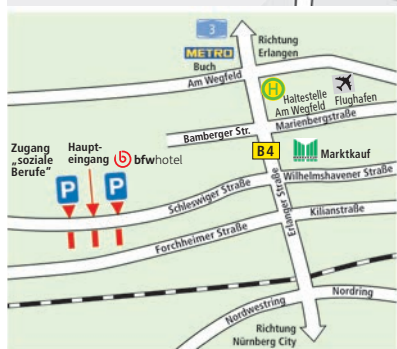 3
Richtung
Erlangen
METRO
Buch
Am Wegfeld
H
Haltestelle
Am Wegfeld
Flughafen
Marienbergstraße
Bamberger Str.
B4
Marktkauf
Zugang
„soziale
Berufe"
Haupt-
eingang
b bfwhotel
P
P
Wilhelmshavener Straße
Schleswiger Straße
Erlanger Straße
Kilianstraße
Forchheimer Straße
Nordwestring
Nordring
Richtung
Nürnberg City